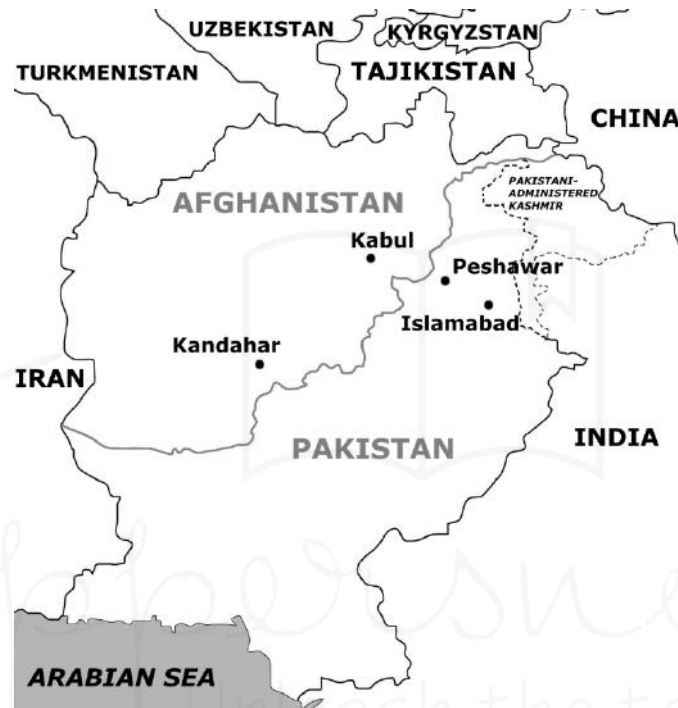 UZBEKISTAN
KYRGYZSTAN
TURKMENISTAN
TAJIKISTAN
CHINA
PAKISTANI-
ADMINISTERED
KASHMIR
AFGHANISTAN
Kabul
Peshawar
Islamabad
Kandahar
IRAN
PAKISTAN
INDIA
ARABIAN SEA